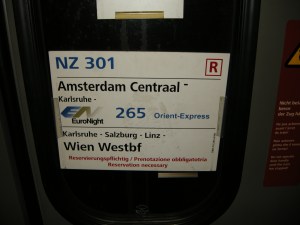 NZ 301
R
Amsterdam Centraal -
Karlsruhe -
EN
EuroNight
265 Orient-Express
Karlsruhe - Salzburg - Linz -
Wien Westbf
Reservierungspflichtig / Prenotazione obbligatoria
Reservation necessary